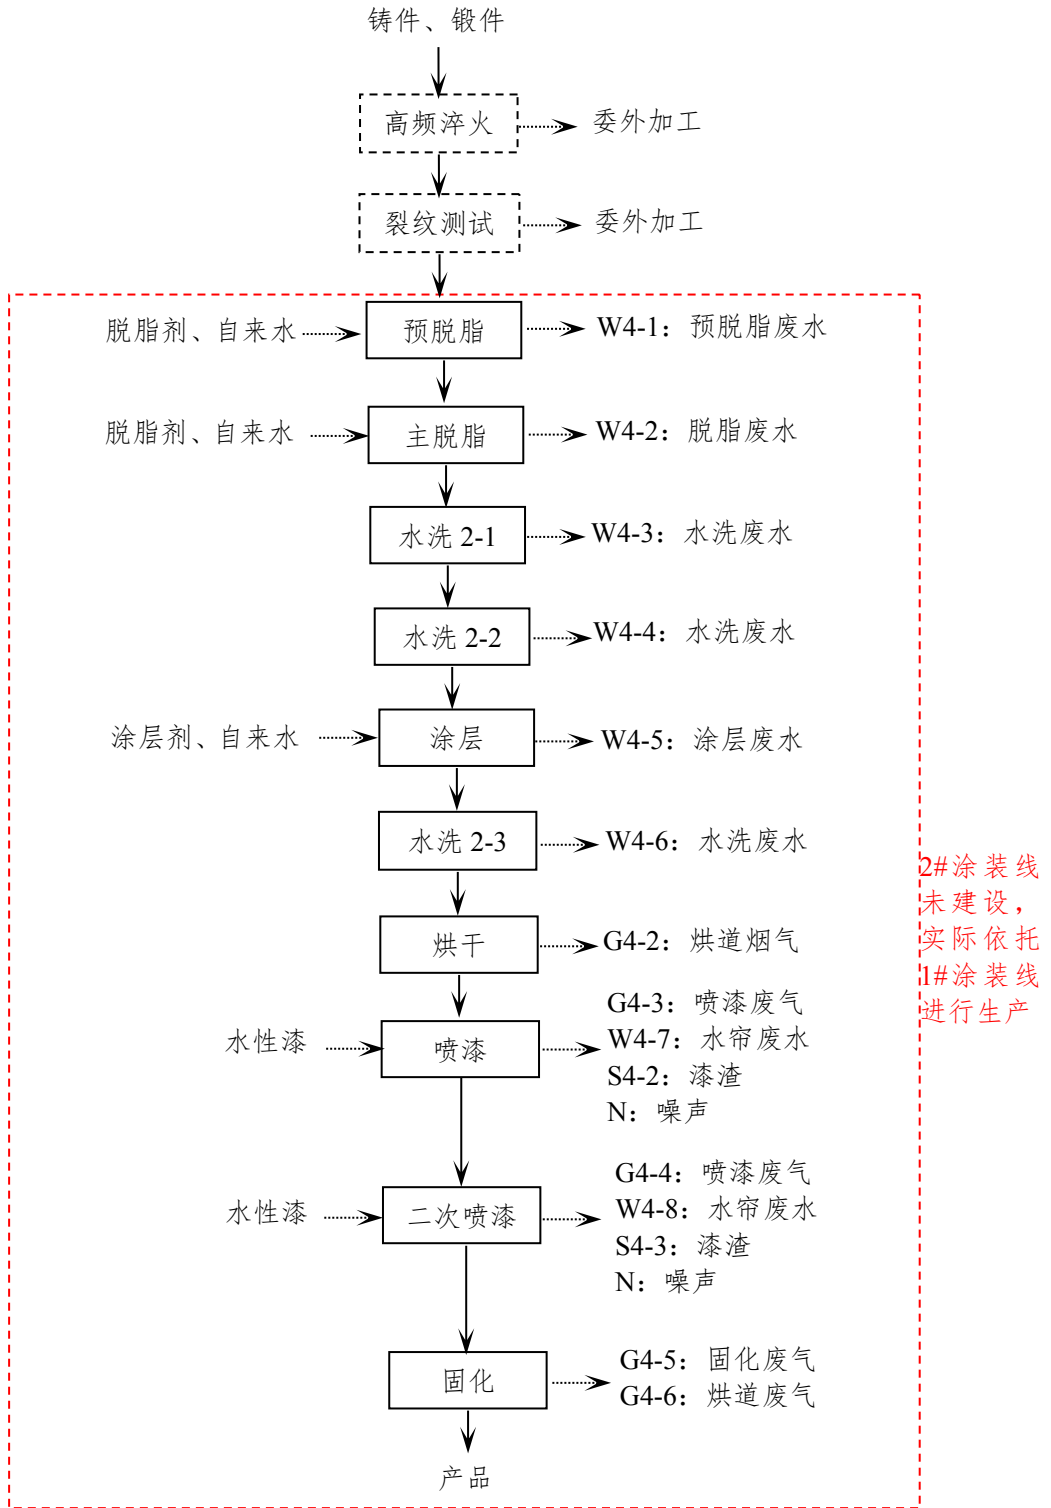 铸件、锻件
高频淬火
委外加工
裂纹测试
委外加工
脱脂剂、自来水
预脱脂
W4-1：预脱脂废水
脱脂剂、自来水
主脱脂
W4-2：脱脂废水
水洗 2-1
W4-3：水洗废水
水洗 2-2
W4-4：水洗废水
涂层剂、自来水
涂层
W4-5：涂层废水
水洗 2-3
W4-6：水洗废水
烘干
G4-2：烘道烟气
水性漆
喷漆
G4-3：喷漆废气
W4-7：水帘废水
S4-2：漆渣
N：噪声
水性漆
二次喷漆
G4-4：喷漆废气
W4-8：水帘废水
S4-3：漆渣
N：噪声
固化
G4-5：固化废气
G4-6：烘道废气
产品
2#涂装线
未建设，
实际依托
1#涂装线
进行生产